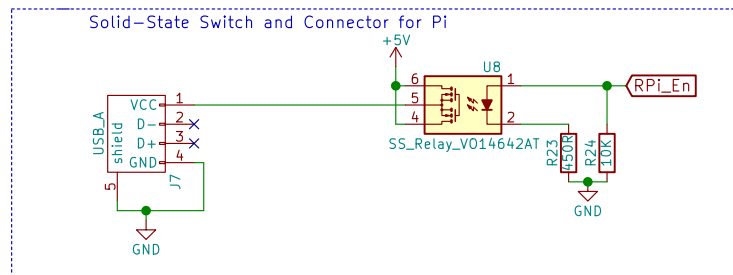 Solid-State Switch and Connector for Pi
+5V
U8
6
5
4
1
2
RPi_En
SS_Relay_VO14642AT
USB_A
shield
VCC 1
D- 2
D+ 3
GND 4
5
J7
GND
R23
450R
R24
10K
GND